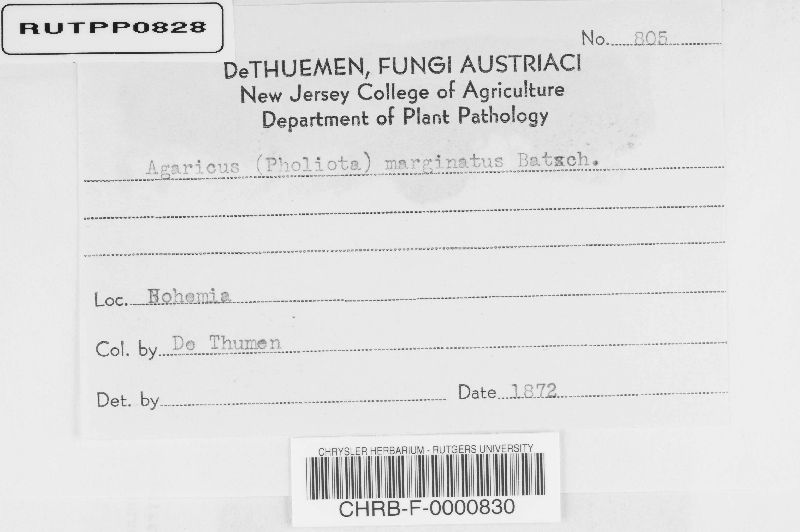 RUTPP0828
No. 805
DeTHUEMEN, FUNGI AUSTRIACI
New Jersey College of Agriculture
Department of Plant Pathology
Agaricus (Pholiota) marginatus Batsch.
Loc. Bohemia
Col. by De Thumen
Det. by
Date 1872
CHRYSLER HERBARIUM - RUTGERS UNIVERSITY
CHRB-F-0000830